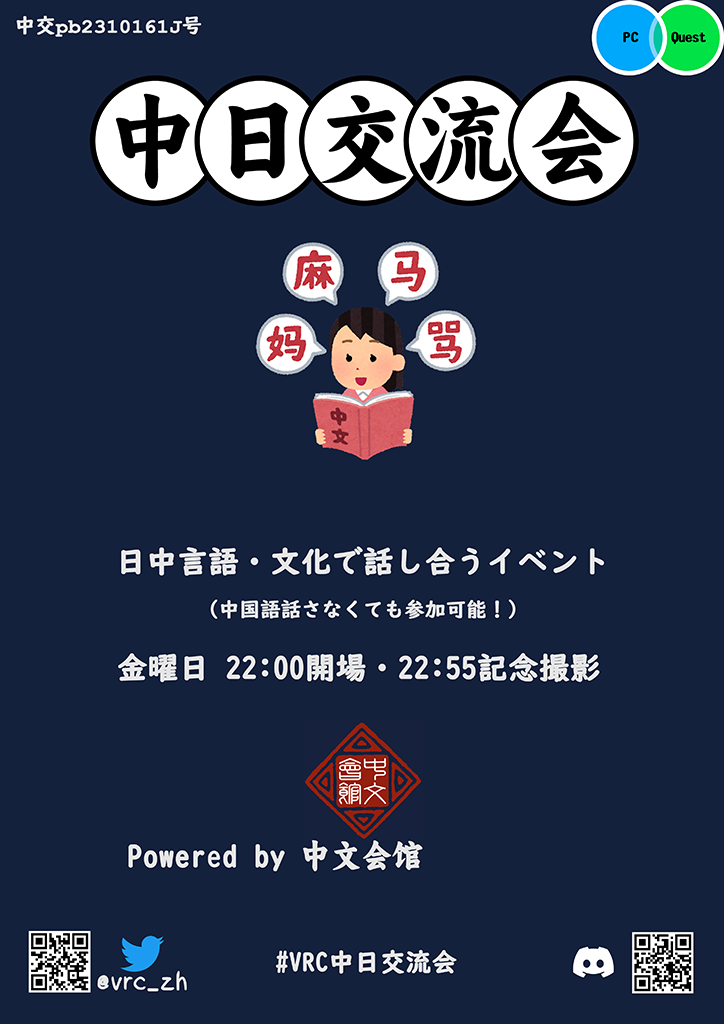 中交pb2310161J号
PC
Quest
中日交流会
麻
马
妈
骂
中文
日中言語・文化で話し合うイベント
（中国語話さなくても参加可能！）
金曜日 22:00開場・22:55記念撮影
中文會館
Powered by 中文会馆
@vrc_zh
#VRC中日交流会